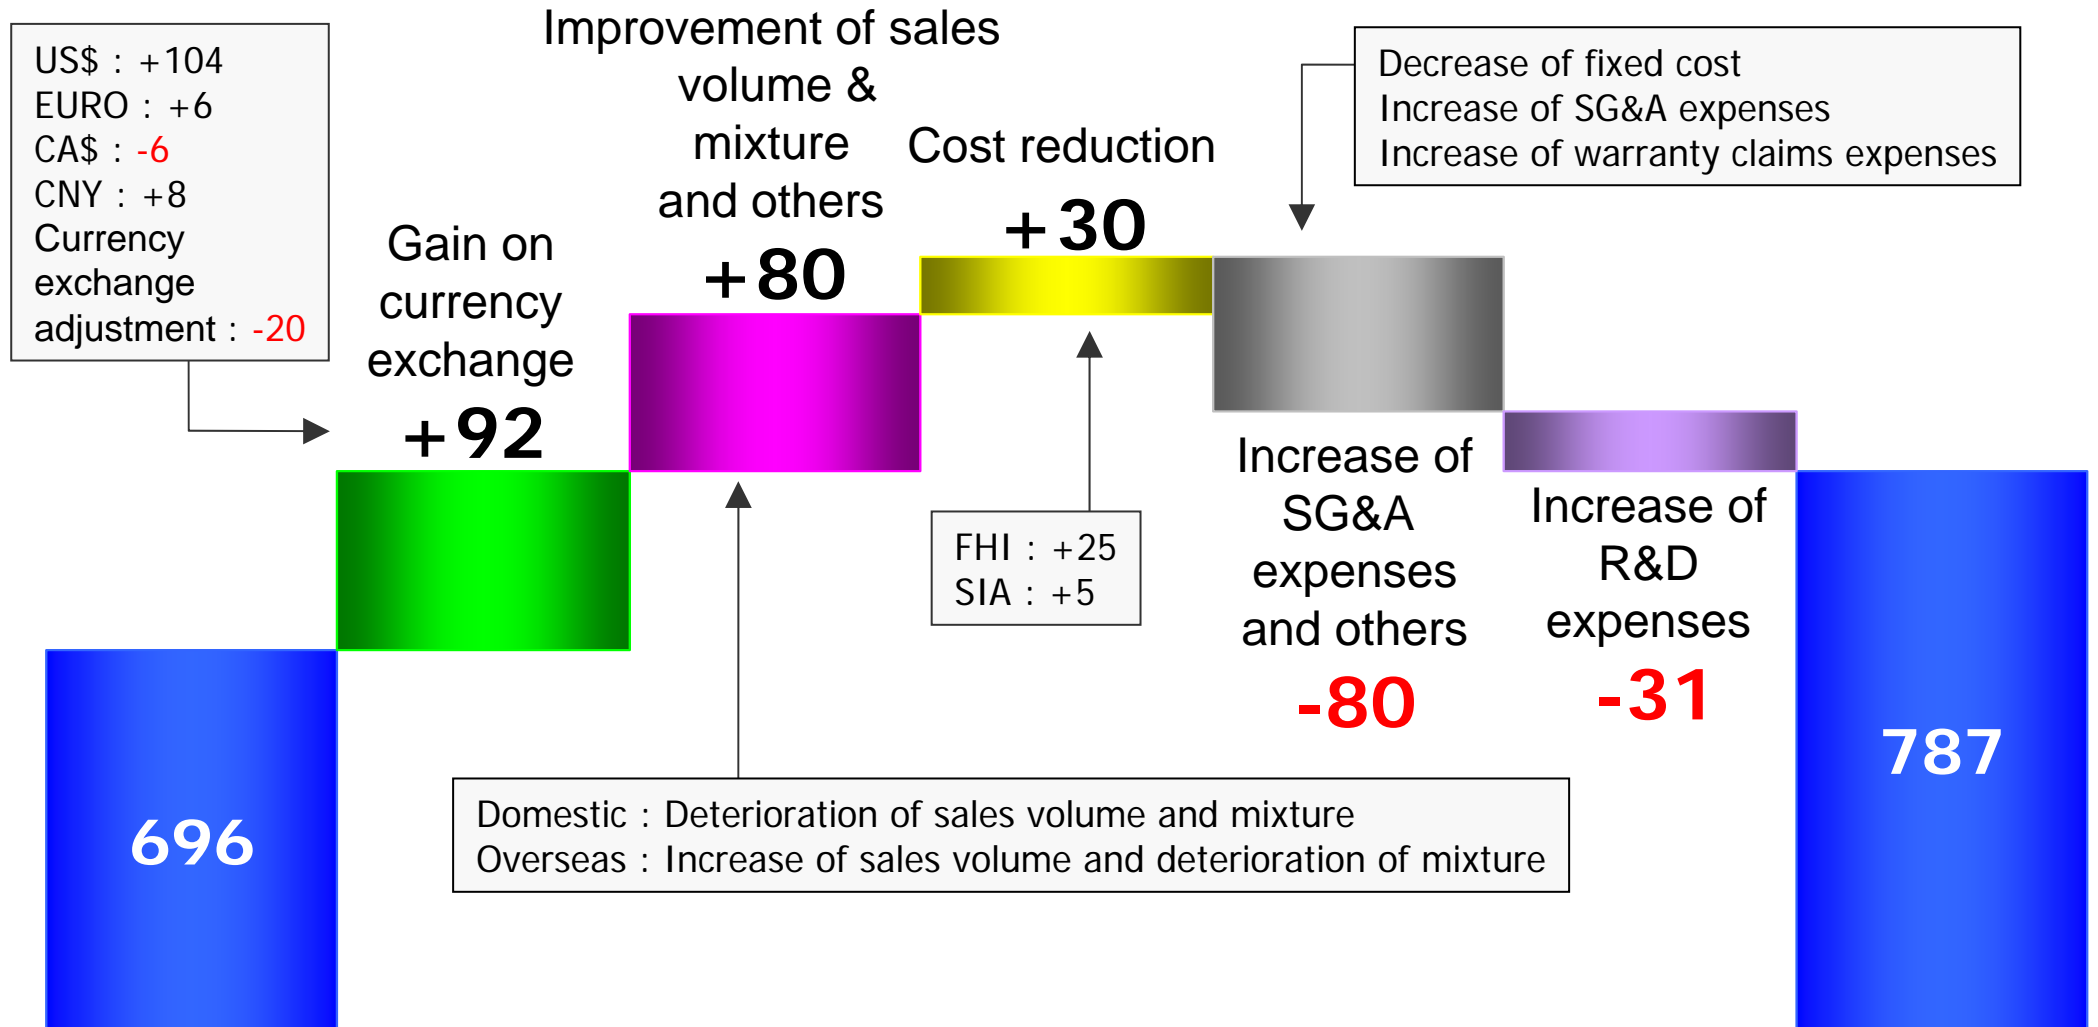 US$ : +104
EURO : +6
CA$ : -6
CNY : +8
Currency
exchange
adjustment : -20
Gain on
currency
exchange
+92
Improvement of sales
volume &
mixture
and others
+80
Cost reduction
+30
Decrease of fixed cost
Increase of SG&A expenses
Increase of warranty claims expenses
FHI : +25
SIA : +5
Increase of
SG&A
expenses
and others
-80
Increase of
R&D
expenses
-31
696
787
Domestic : Deterioration of sales volume and mixture
Overseas : Increase of sales volume and deterioration of mixture